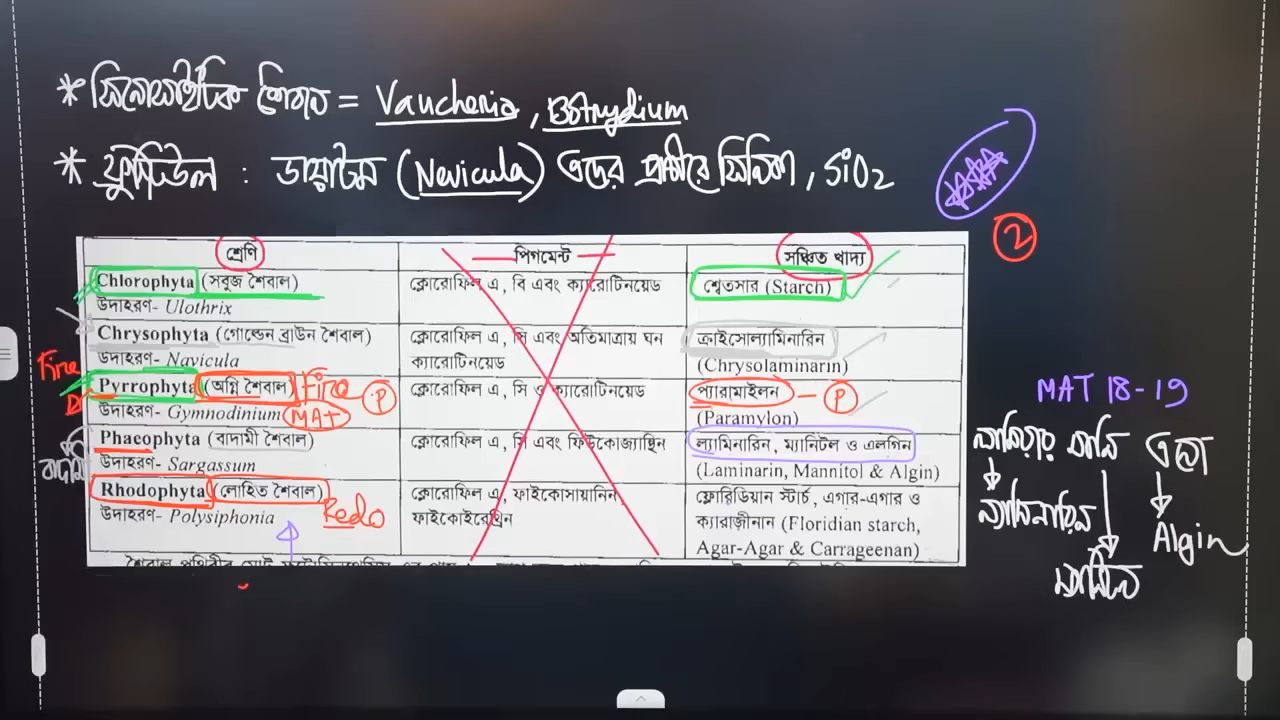 * সিনোসাইটিক শৈবাল = Vaucheria, Botrydium
* ফ্রুস্টিউল : ডায়াটম (Nevicula) এদের প্রাচীরে সিলিকা, SiO2
2
শ্রেণি পিগমেন্ট সঞ্চিত খাদ্য
Chlorophyta (সবুজ শৈবাল) ক্লোরোফিল এ, বি এবং ক্যারোটিনয়েড শ্বেতসার (Starch)
উদাহরণ- Ulothrix
Chrysophyta (গোল্ডেন ব্রাউন শৈবাল) ক্লোরোফিল এ, সি এবং অতিমাত্রায় ঘন ক্রাইসোল্যামিনারিন
উদাহরণ- Navicula ক্যারোটিনয়েড (Chrysolaminarin)
Fire
Pyrrophyta (অগ্নি শৈবাল) Fire P ক্লোরোফিল এ, সি ও ক্যারোটিনয়েড প্যারামাইলন – P
উদাহরণ- Gymnodinium MAT (Paramylon)
Phaeophyta (বাদামী শৈবাল) ক্লোরোফিল এ, সি এবং ফিউকোজ্যান্থিন ল্যামিনারিন, ম্যানিটল ও এলগিন
উদাহরণ- Sargassum (Laminarin, Mannitol & Algin)
Rhodophyta (লোহিত শৈবাল) ক্লোরোফিল এ, ফাইকোসায়ানিন, ফ্লোরিডিয়ান স্টার্চ, এগার-এগার ও
উদাহরণ- Polysiphonia Redo ফাইকোইরেথ্রিন ক্যারাজীনান (Floridian starch,
Agar-Agar & Carrageenan)
MAT 18-19
এলো
ল্যামিনারিন
Algin
ম্যানিটল